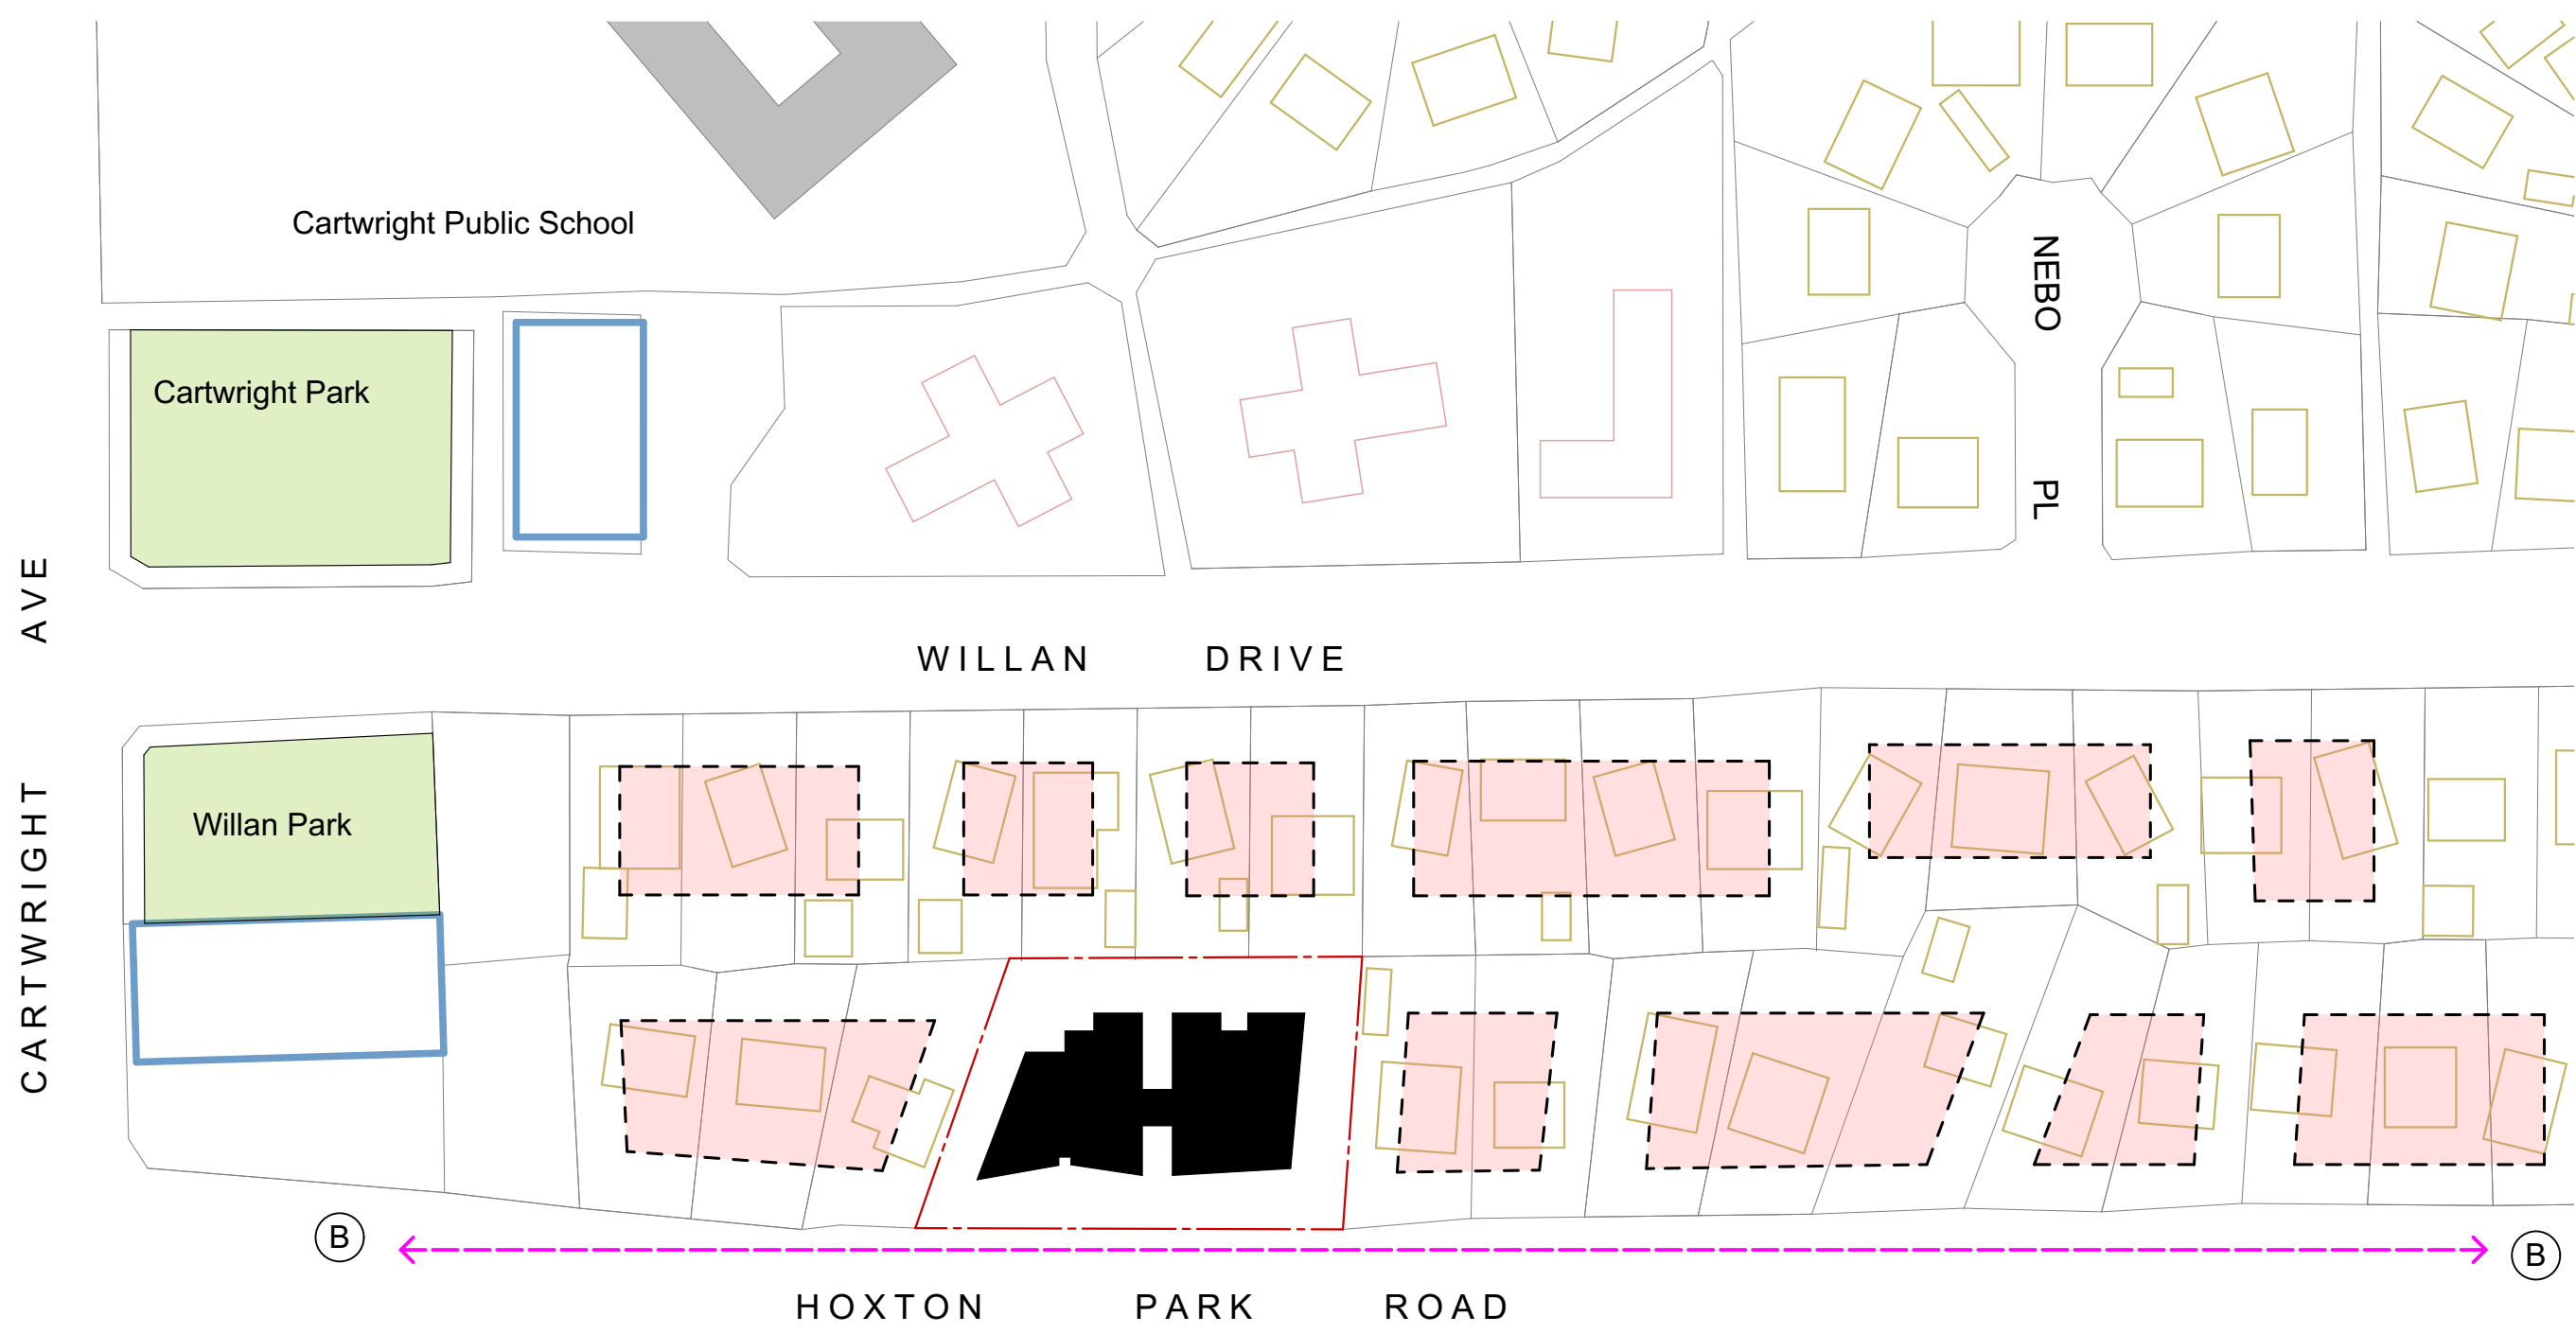 Cartwright Public School
NEBO PL
Cartwright Park
WILLAN DRIVE
Willan Park
CARTWRIGHT AVE
B
B
HOXTON PARK ROAD